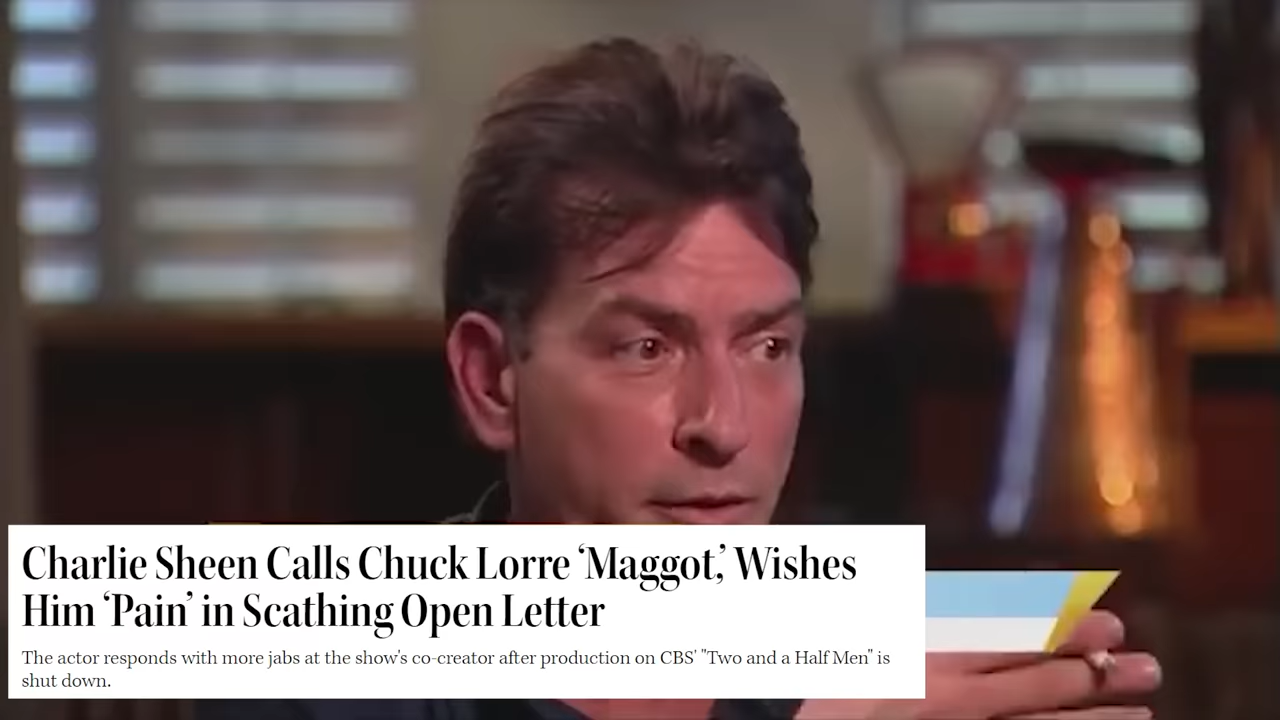 Charlie Sheen Calls Chuck Lorre ‘Maggot,’ Wishes
Him ‘Pain’ in Scathing Open Letter
The actor responds with more jabs at the show's co-creator after production on CBS' "Two and a Half Men" is
shut down.